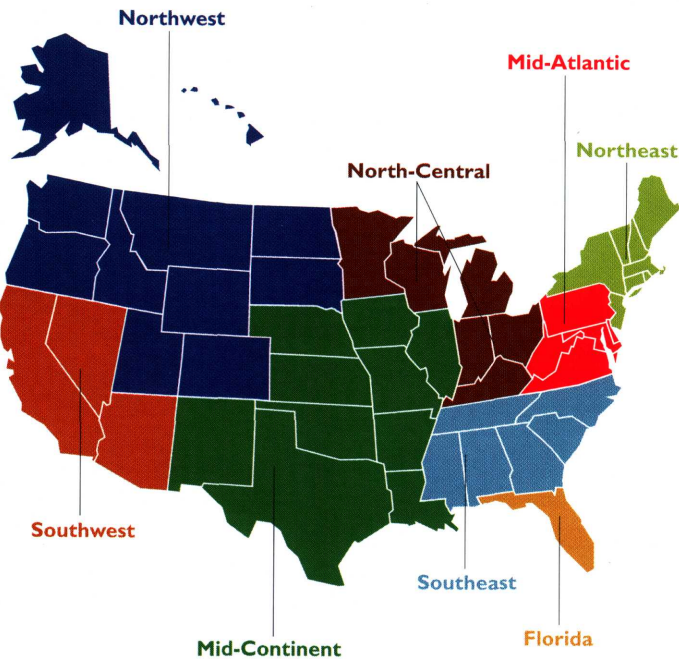 Northwest
Mid-Atlantic
Northeast
North-Central
Southwest
Southeast
Florida
Mid-Continent